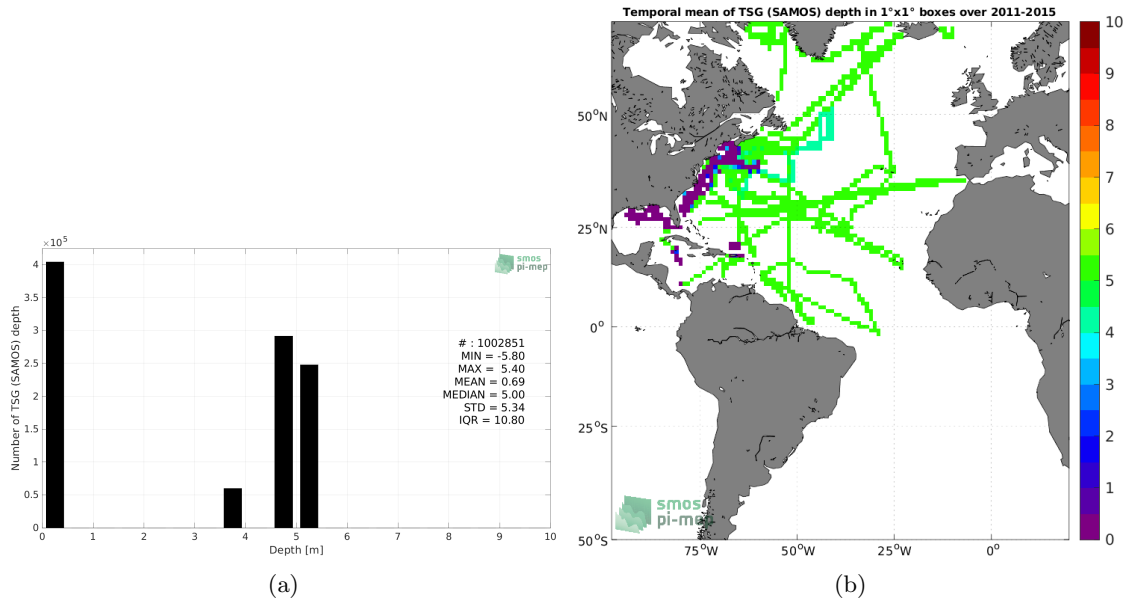 ×10⁵
4
3.5
3
2.5
2
1.5
1
0.5
0
Number of TSG (SAMOS) depth
smos
pi-mep
# : 1002851
MIN = -5.80
MAX = 5.40
MEAN = 0.69
MEDIAN = 5.00
STD = 5.34
IQR = 10.80
0 1 2 3 4 5 6 7 8 9 10
Depth [m]
(a)
Temporal mean of TSG (SAMOS) depth in 1°x1° boxes over 2011-2015
50°N
25°N
0°
25°S
50°S
75°W 50°W 25°W 0°
smos
pi-mep
10
9
8
7
6
5
4
3
2
1
0
(b)